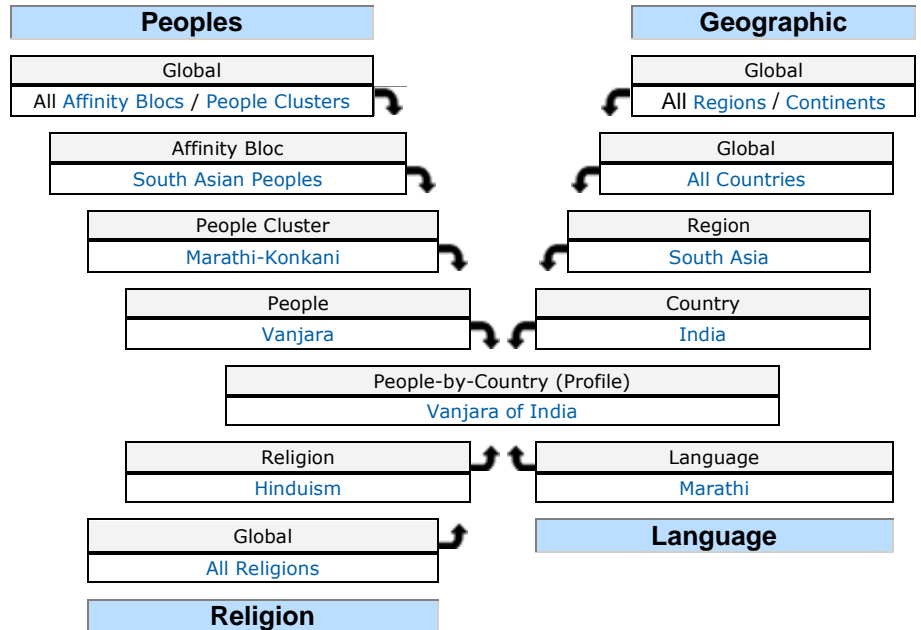 Peoples
Geographic
Global
All Affinity Blocs / People Clusters
Global
All Regions / Continents
Affinity Bloc
South Asian Peoples
Global
All Countries
People Cluster
Marathi-Konkani
Region
South Asia
People
Vanjara
Country
India
People-by-Country (Profile)
Vanjara of India
Religion
Hinduism
Language
Marathi
Global
All Religions
Language
Religion